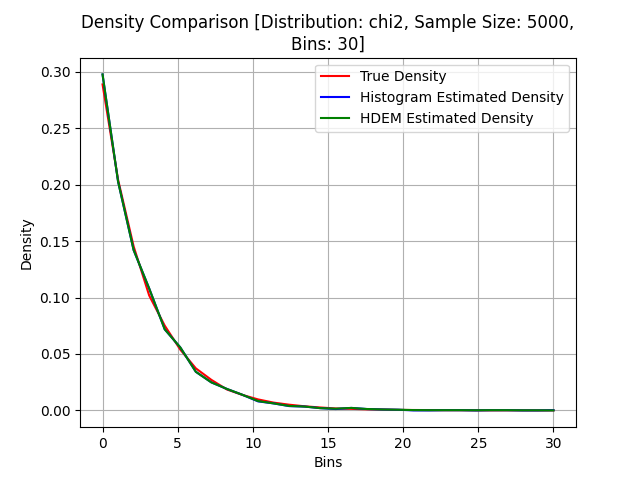 Density Comparison [Distribution: chi2, Sample Size: 5000,
Bins: 30]
True Density
Histogram Estimated Density
HDEM Estimated Density
0.30
0.25
0.20
0.15
0.10
0.05
0.00
Density
0 5 10 15 20 25 30
Bins